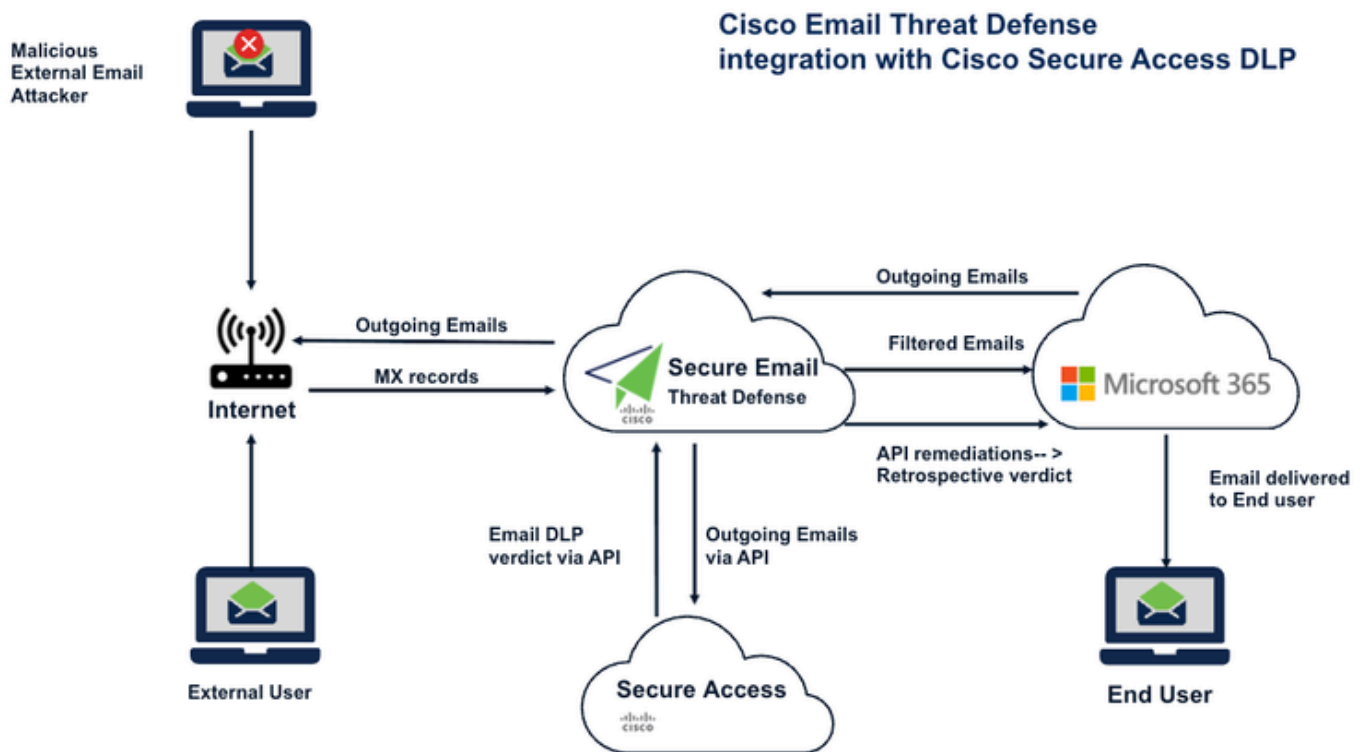 Cisco Email Threat Defense
integration with Cisco Secure Access DLP
Malicious
External Email
Attacker
Outgoing Emails
Outgoing Emails
Filtered Emails
MX records
Internet
Secure Email
Threat Defense
CISCO
Microsoft 365
API remediations-- >
Retrospective verdict
Email delivered
to End user
Email DLP
verdict via API
Outgoing Emails
via API
External User
Secure Access
CISCO
End User